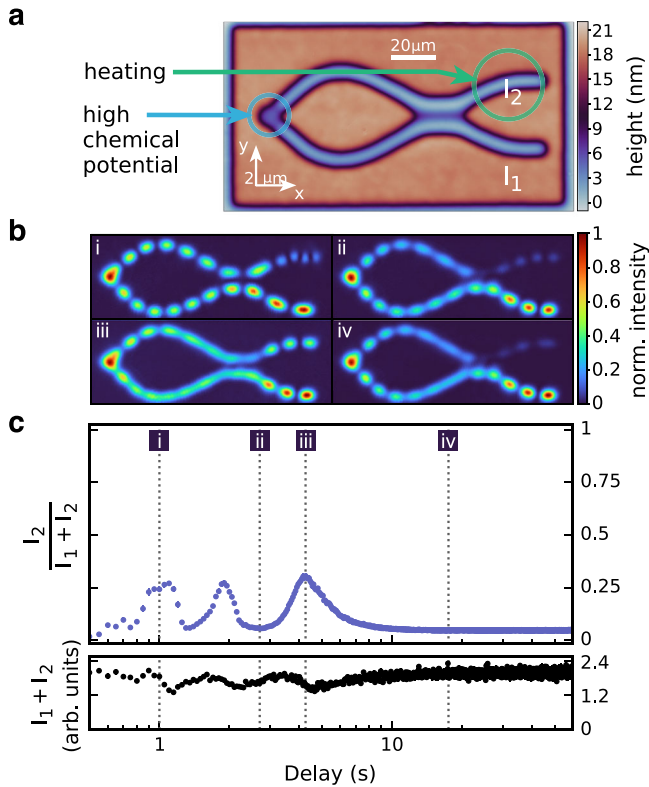 a
20μm
heating
I2
high
chemical
potential
y
2 μm
x
I1
21
18
15
12
9
6
3
0
height (nm)
b
i
ii
iii
iv
1
0.8
0.6
0.4
0.2
0
norm. intensity
c
i
ii
iii
iv
1
0.75
0.5
0.25
0
I2
I1 + I2
2.4
1.2
0
I1 + I2
(arb. units)
1
10
Delay (s)